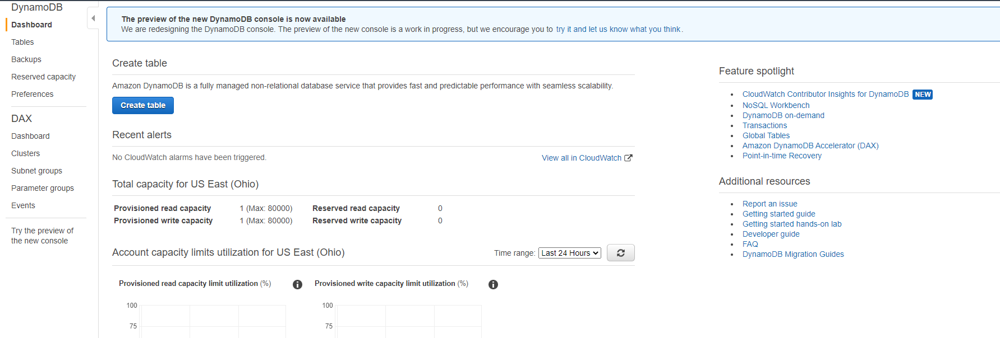 DynamoDB
Dashboard
Tables
Backups
Reserved capacity
Preferences
DAX
Dashboard
Clusters
Subnet groups
Parameter groups
Events
Try the preview of
the new console
The preview of the new DynamoDB console is now available
We are redesigning the DynamoDB console. The preview of the new console is a work in progress, but we encourage you to try it and let us know what you think.
Create table
Amazon DynamoDB is a fully managed non-relational database service that provides fast and predictable performance with seamless scalability.
Create table
Recent alerts
No CloudWatch alarms have been triggered.
View all in CloudWatch
Total capacity for US East (Ohio)
Provisioned read capacity 1 (Max: 80000) Reserved read capacity 0
Provisioned write capacity 1 (Max: 80000) Reserved write capacity 0
Account capacity limits utilization for US East (Ohio)
Time range: Last 24 Hours
Provisioned read capacity limit utilization (%)
100
75
Provisioned write capacity limit utilization (%)
100
75
Feature spotlight
CloudWatch Contributor Insights for DynamoDB NEW
NoSQL Workbench
DynamoDB on-demand
Transactions
Global Tables
Amazon DynamoDB Accelerator (DAX)
Point-in-time Recovery
Additional resources
Report an issue
Getting started guide
Getting started hands-on lab
Developer guide
FAQ
DynamoDB Migration Guides